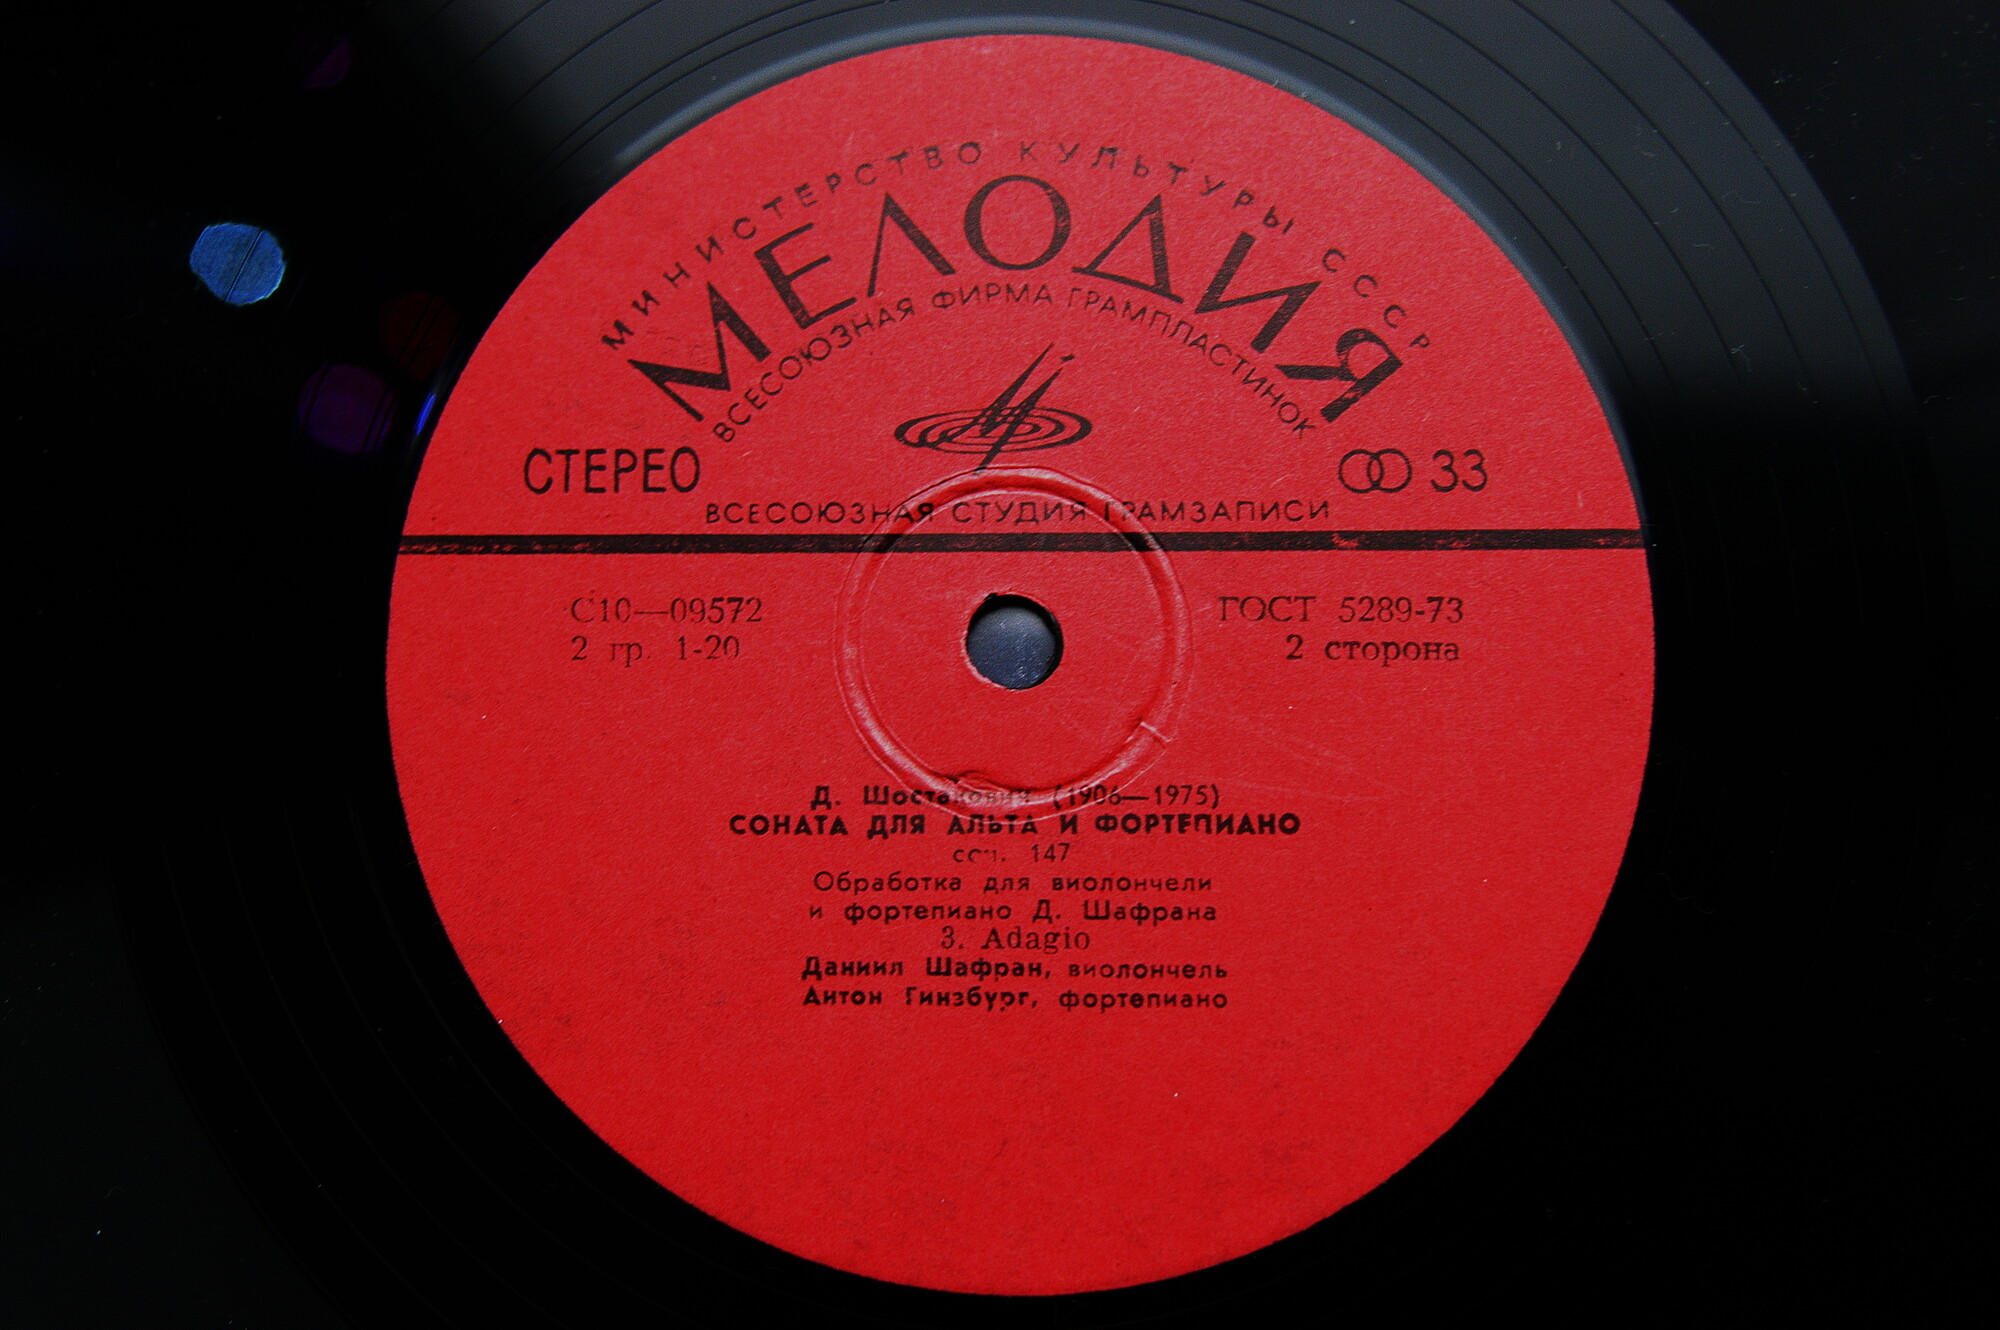 МИНИСТЕРСТВО КУЛЬТУРЫ СССР
МЕЛОДИЯ
ВСЕСОЮЗНАЯ ФИРМА ГРАМПЛАСТИНОК
СТЕРЕО
33
ВСЕСОЮЗНАЯ СТУДИЯ ГРАМЗАПИСИ
С10—09572
ГОСТ 5289-73
2 гр. 1-20
2 сторона
Д. Шостакович (1906—1975)
СОНАТА ДЛЯ АЛЬТА И ФОРТЕПИАНО
соч. 147
Обработка для виолончели
и фортепиано Д. Шафрана
3. Adagio
Даниил Шафран, виолончель
Антон Гинзбург, фортепиано